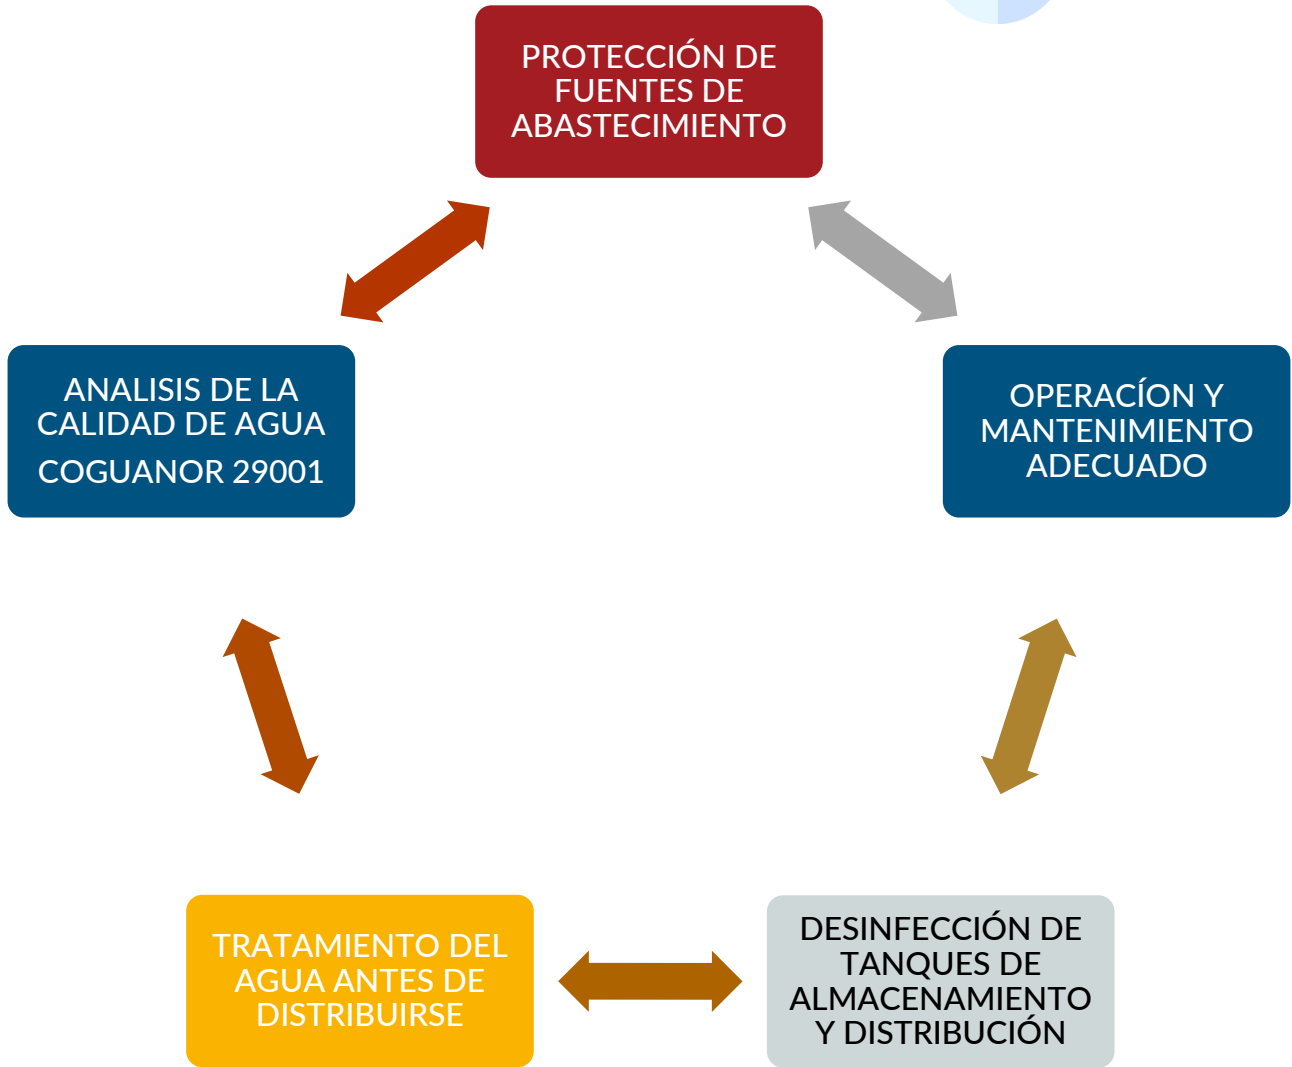 PROTECCIÓN DE
FUENTES DE
ABASTECIMIENTO
ANALISIS DE LA
CALIDAD DE AGUA
COGUANOR 29001
OPERACÍON Y
MANTENIMIENTO
ADECUADO
TRATAMIENTO DEL
AGUA ANTES DE
DISTRIBUIRSE
DESINFECCIÓN DE
TANQUES DE
ALMACENAMIENTO
Y DISTRIBUCIÓN